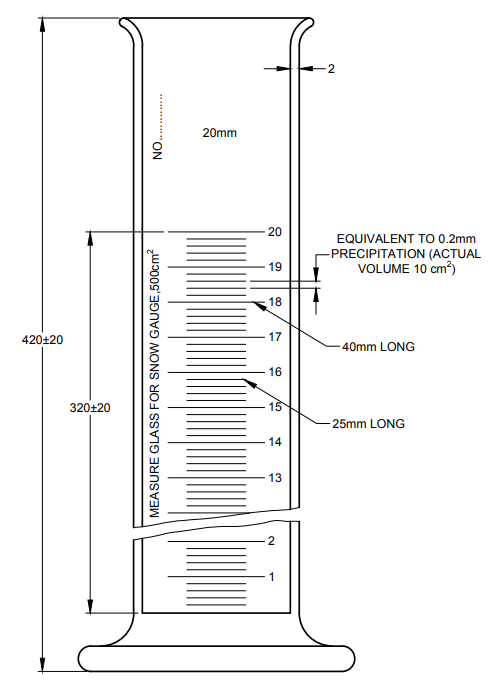 2
NO.............
20mm
MEASURE GLASS FOR SNOW GAUGE,500cm²
20
19
18
17
16
15
14
13
2
1
EQUIVALENT TO 0.2mm
PRECIPITATION (ACTUAL
VOLUME 10 cm²)
40mm LONG
25mm LONG
420±20
320±20